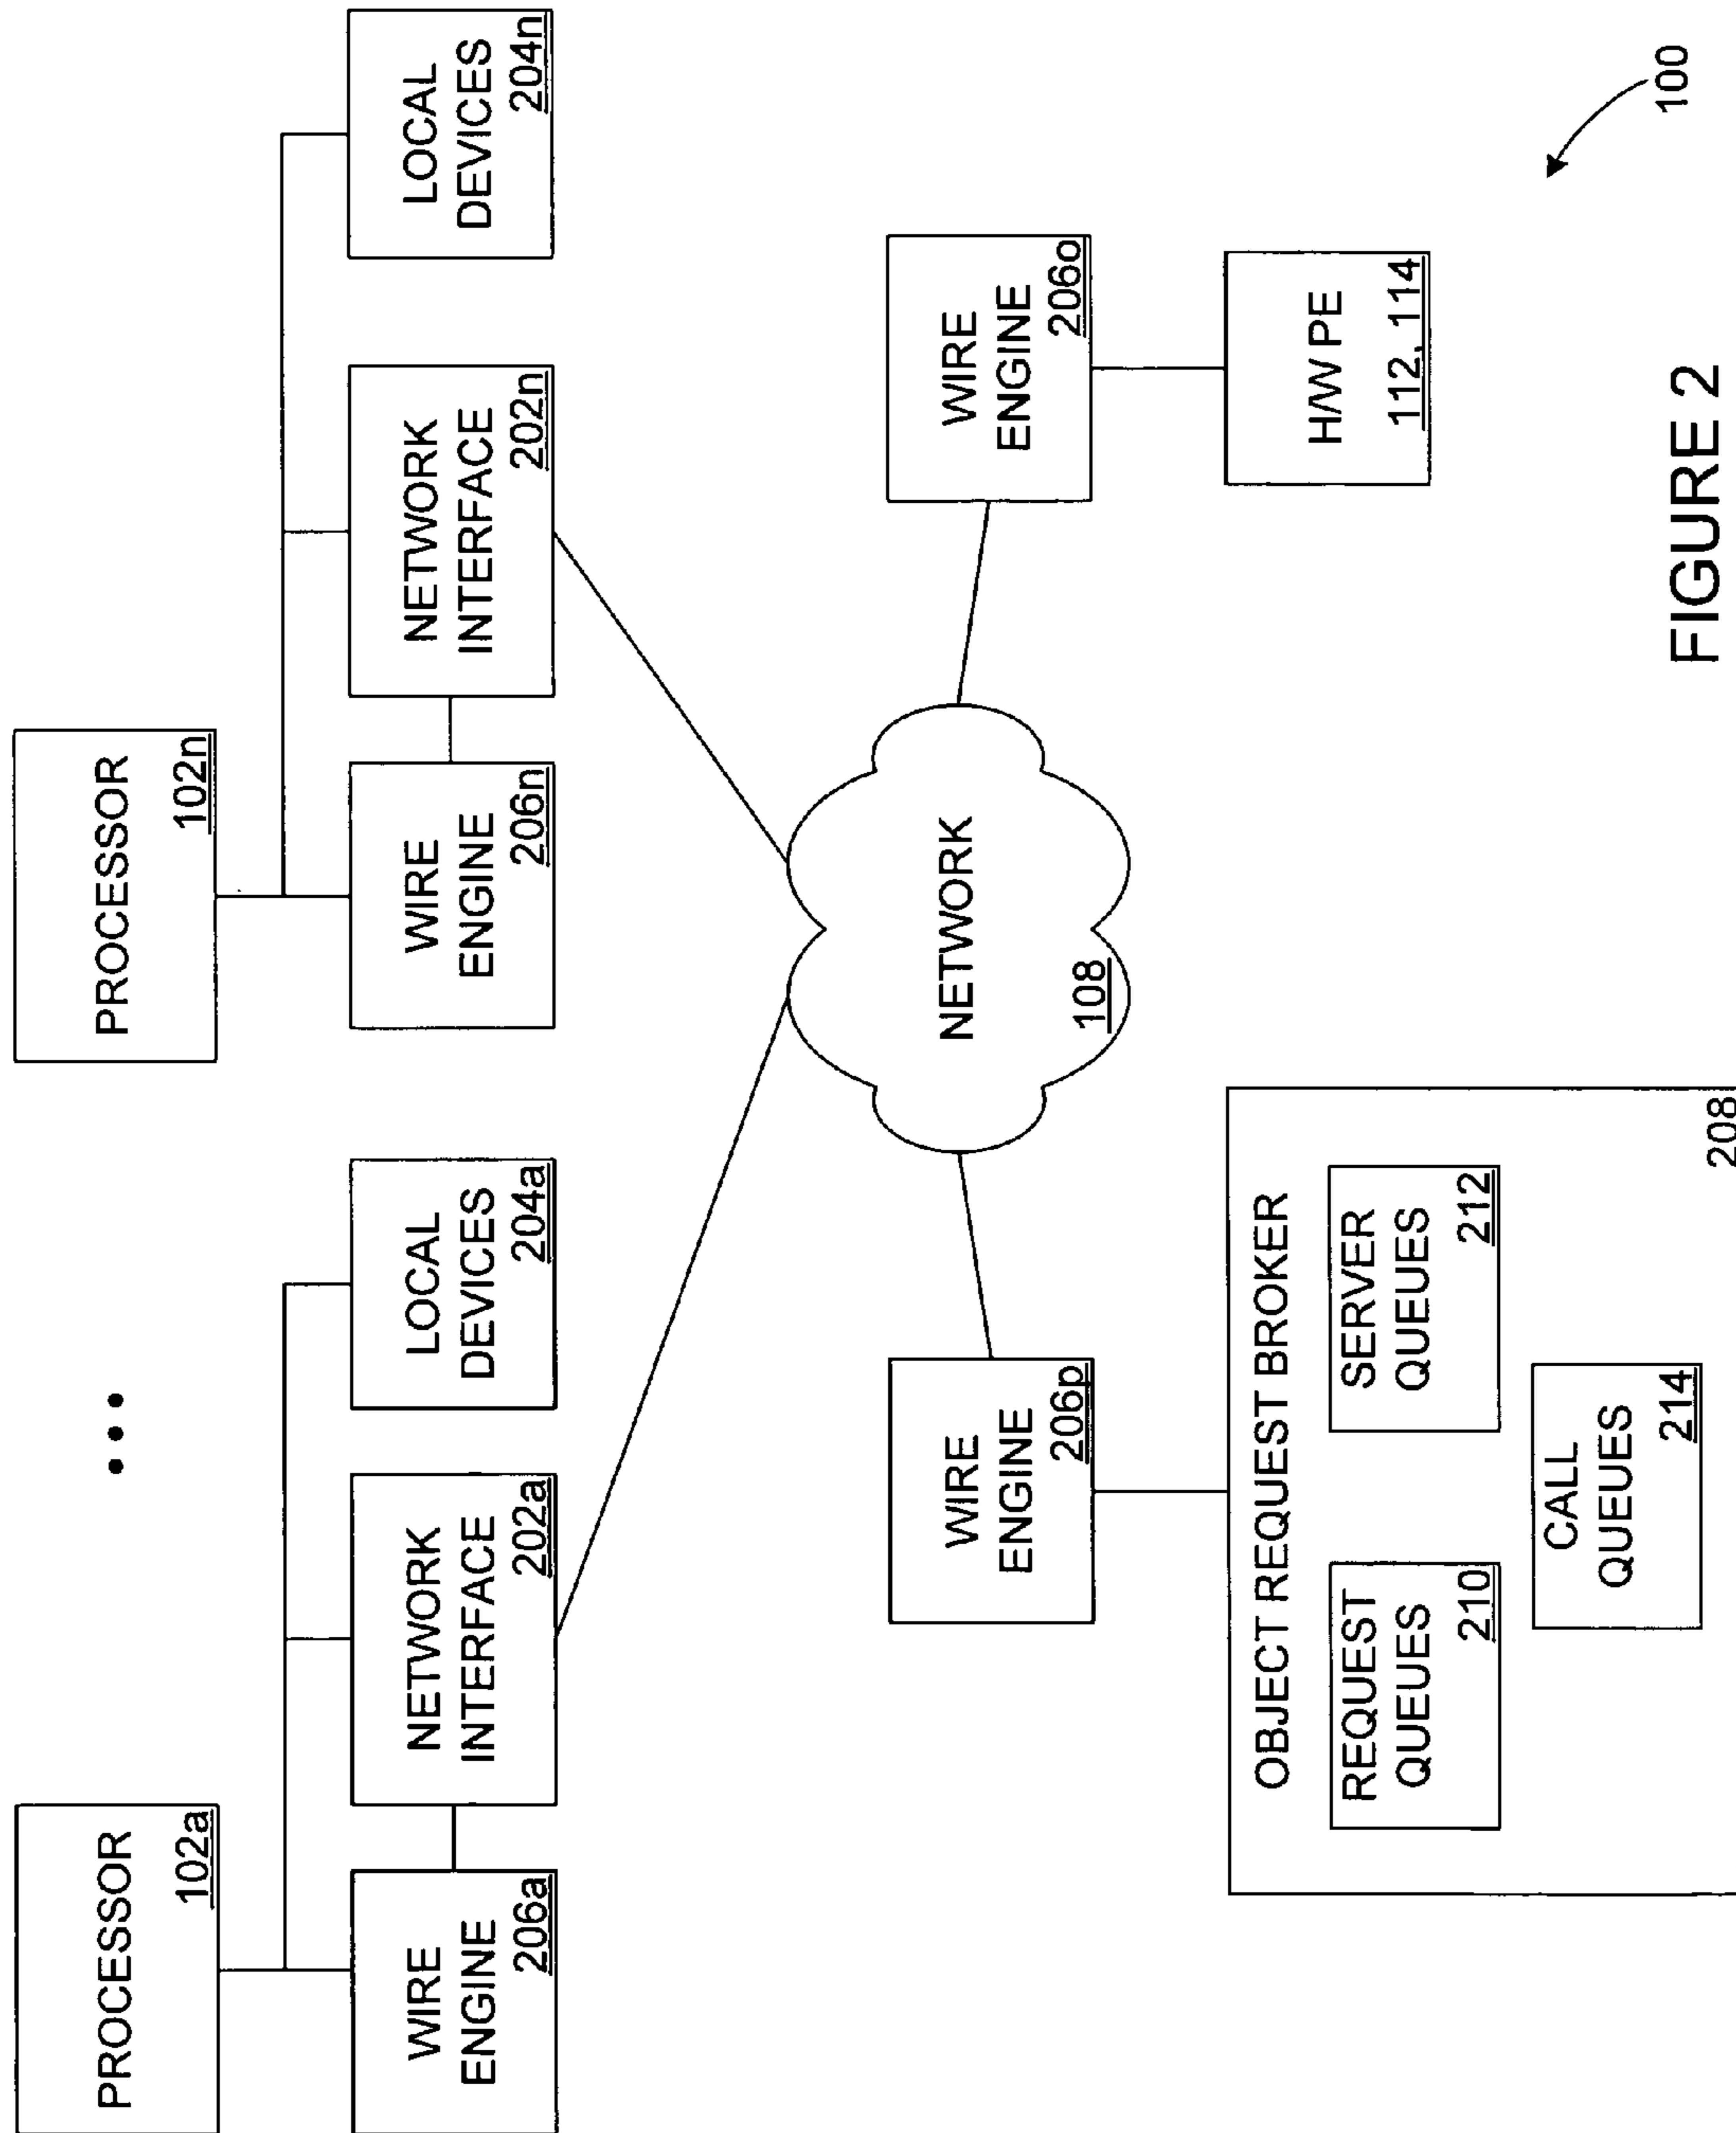 PROCESSOR
102a
WIRE
ENGINE
206a
NETWORK
INTERFACE
202a
LOCAL
DEVICES
204a
• • •
PROCESSOR
102n
WIRE
ENGINE
206n
NETWORK
INTERFACE
202n
LOCAL
DEVICES
204n
NETWORK
108
WIRE
ENGINE
206p
WIRE
ENGINE
206o
OBJECT REQUEST BROKER
REQUEST
QUEUES
210
SERVER
QUEUES
212
CALL
QUEUES
214
208
H/W PE
112, 114
100
FIGURE 2